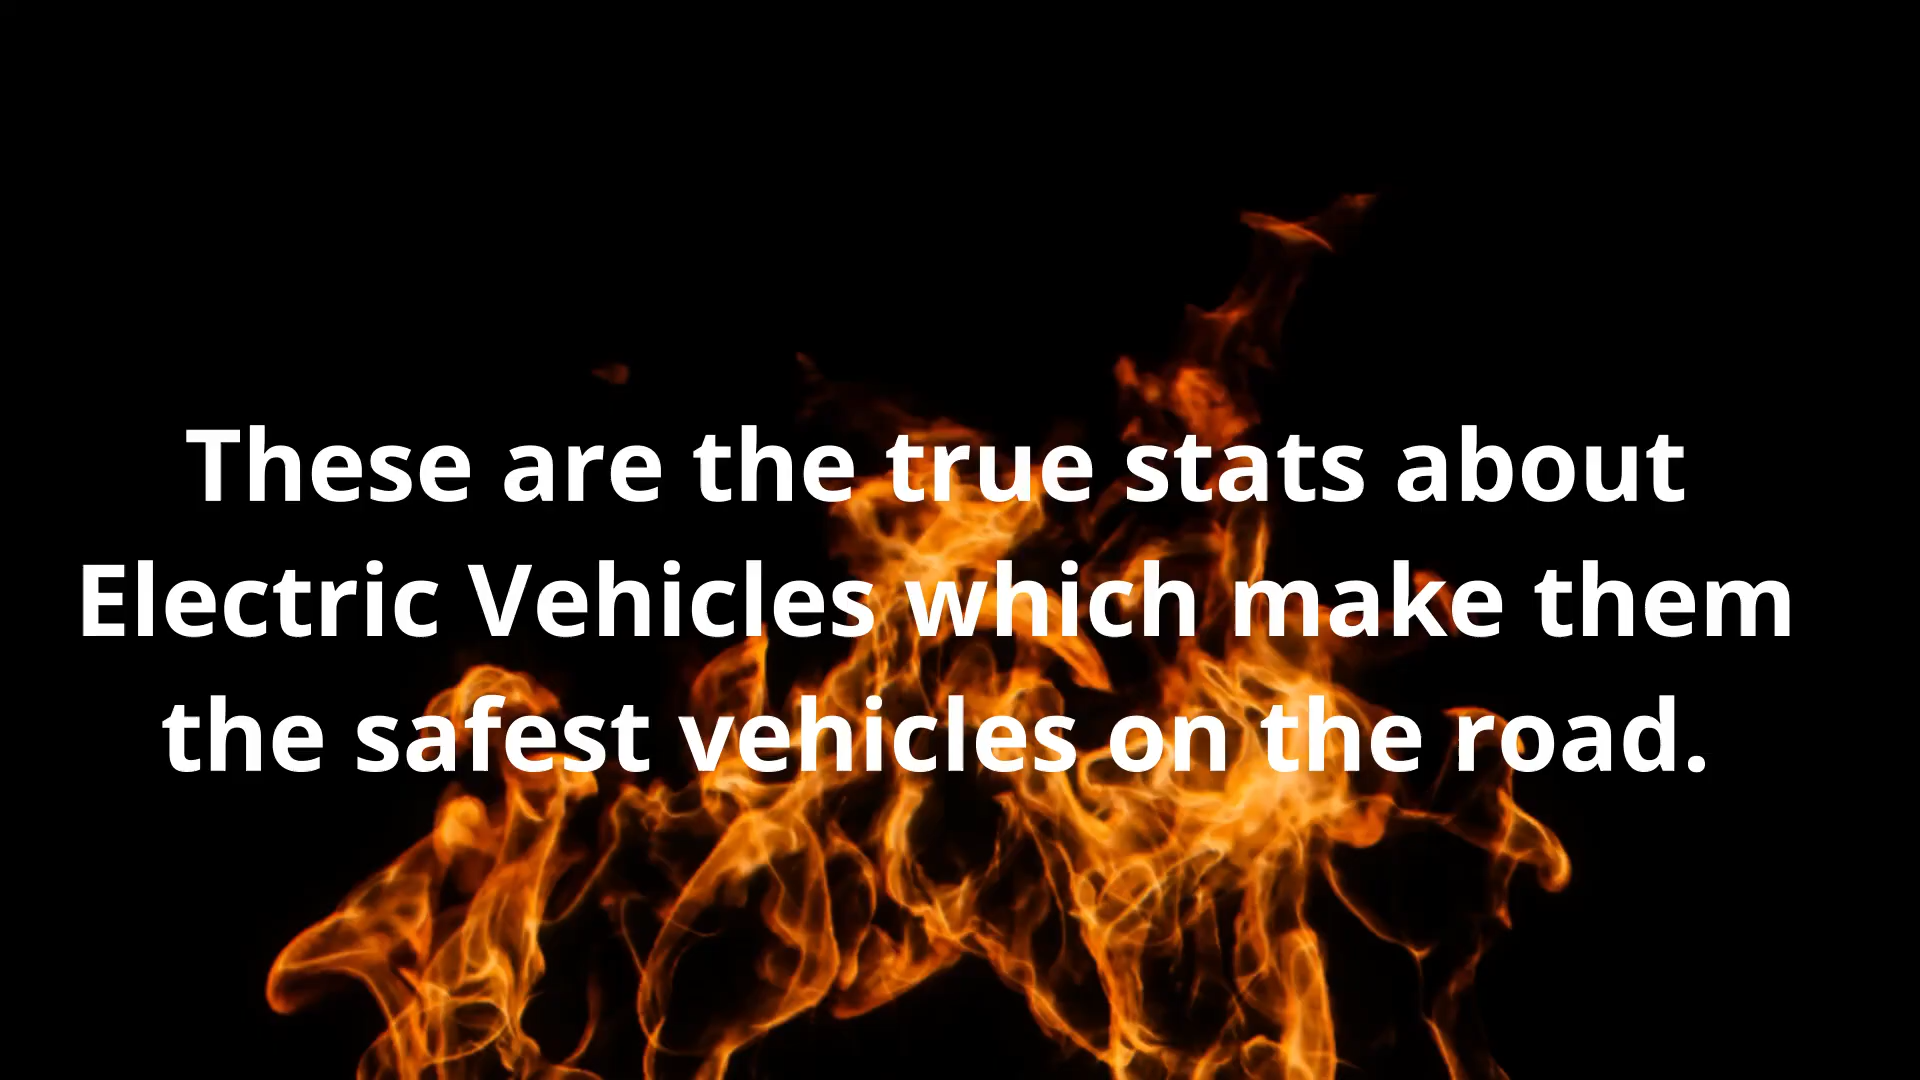 These are the true stats about
Electric Vehicles which make them
the safest vehicles on the road.